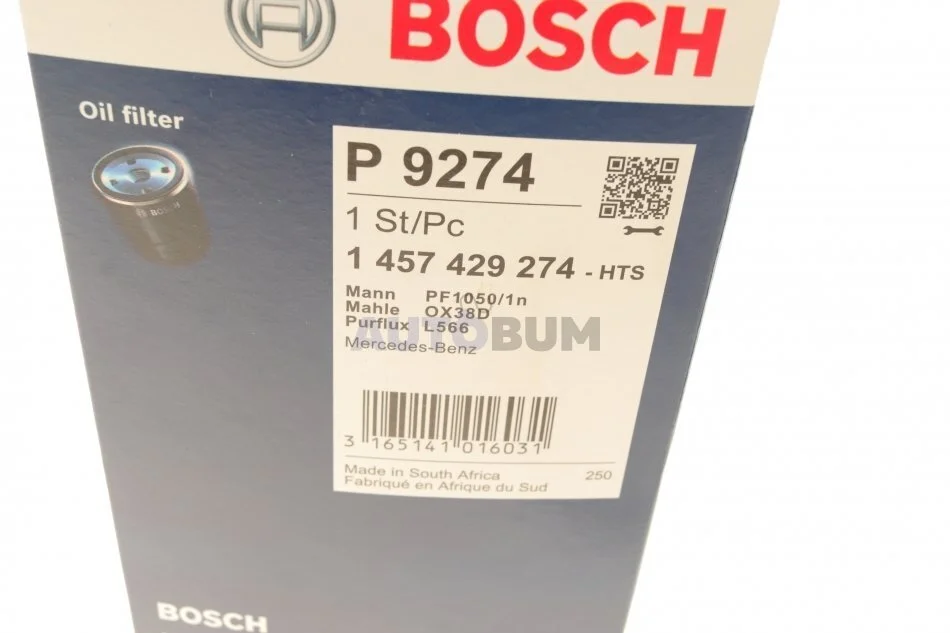 BOSCH
Oil filter
BOSCH
P 9274
1 St/Pc
1 457 429 274 - HTS
Mann PF1050/1n
Mahle OX38D
Purflux L566
AUTOBUM
Mercedes-Benz
3 165141 016031
Made in South Africa 250
Fabriqué en Afrique du Sud
BOSCH